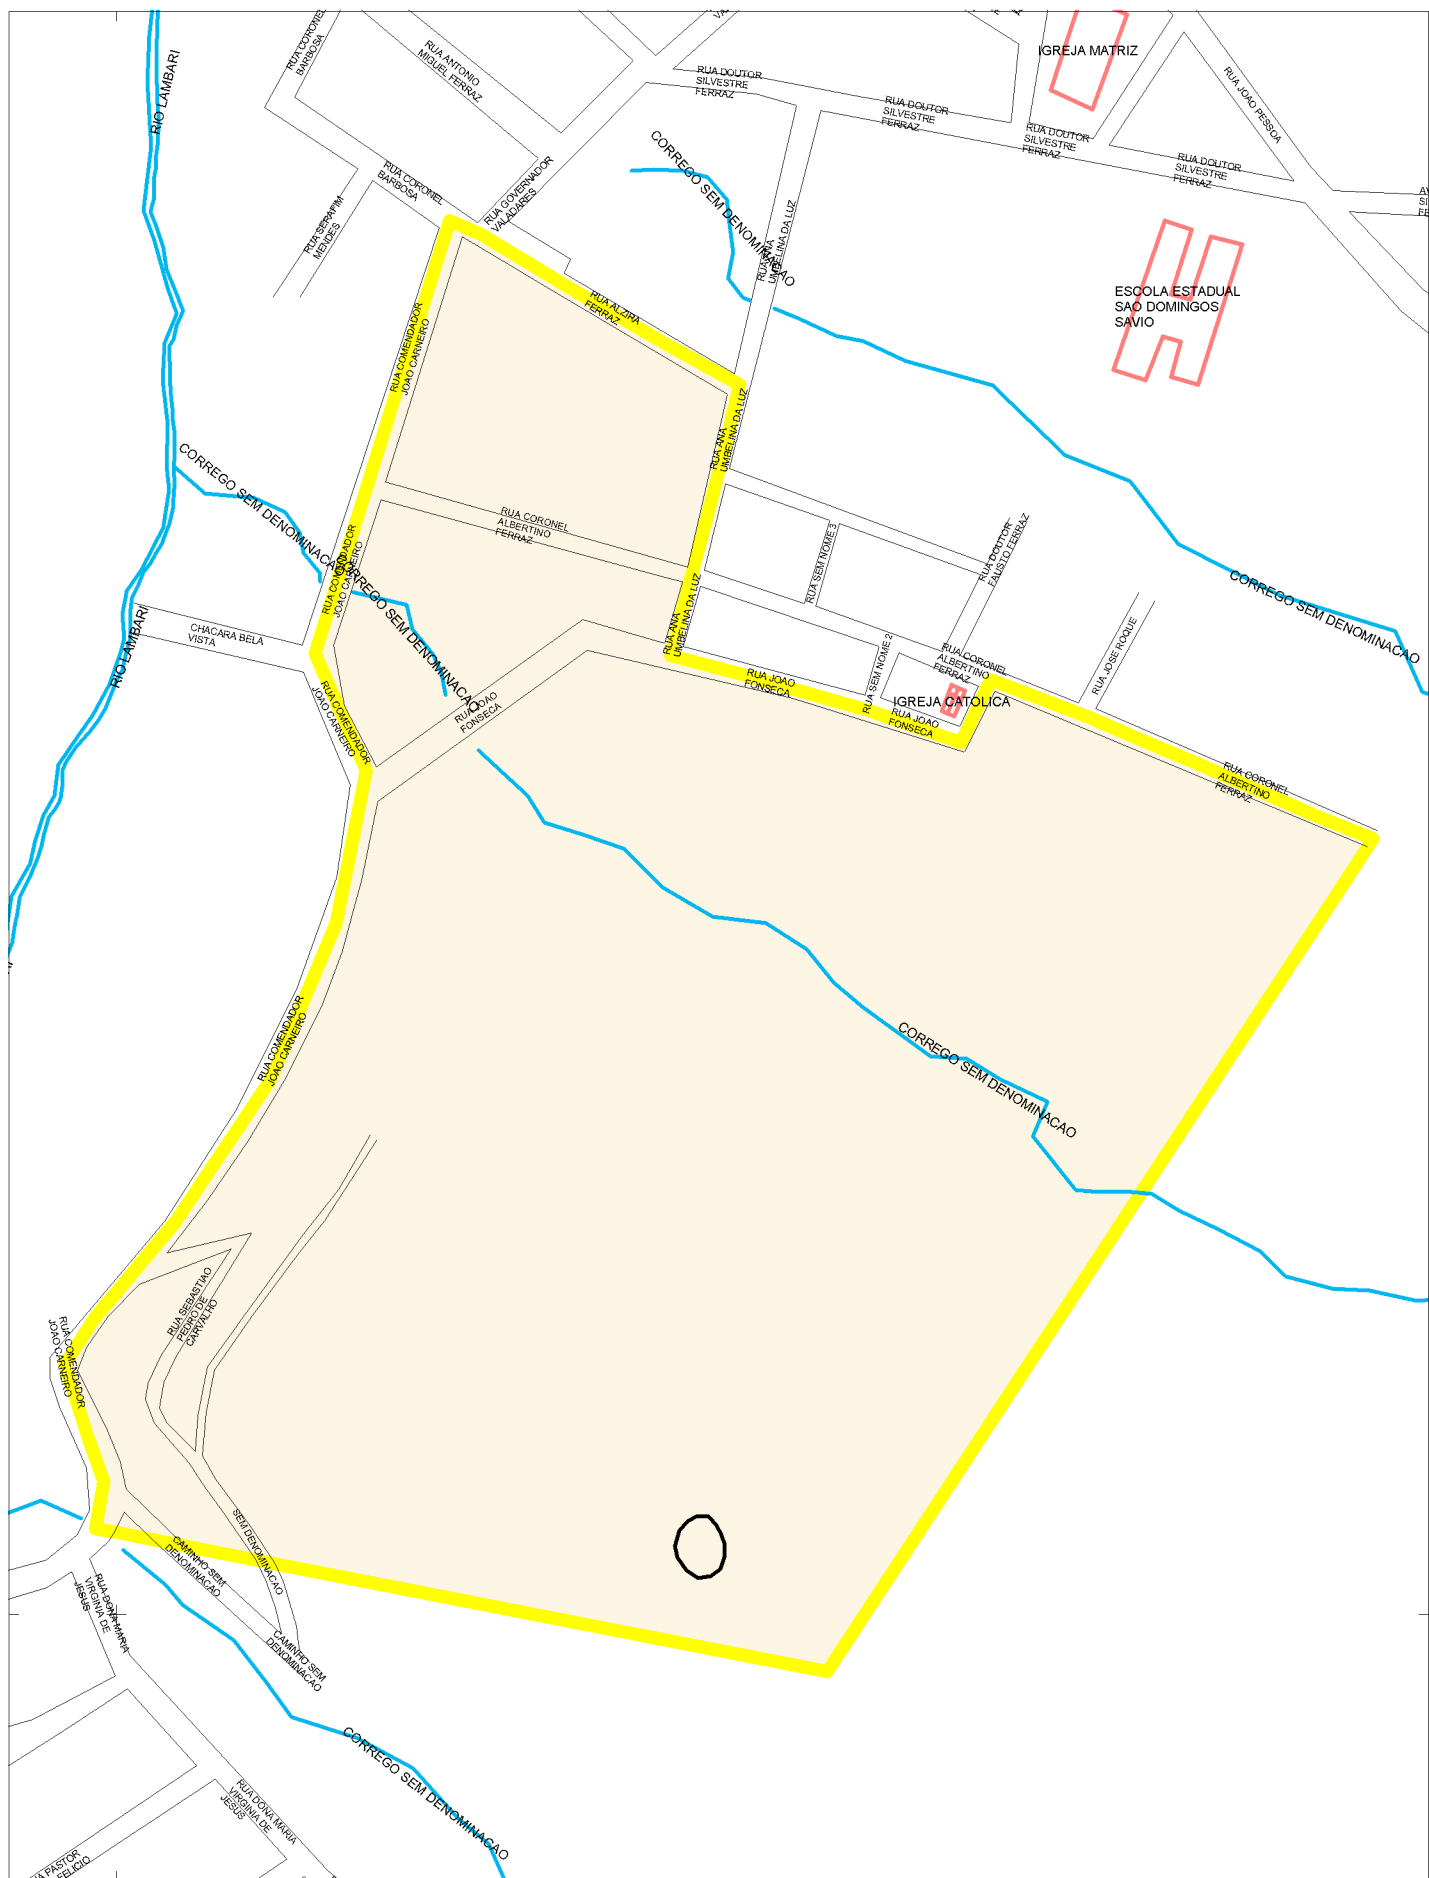 RUA CORONEL
BARBOSA
RUA ANTONIO
MIGUEL FERRAZ
RIO LAMBARI
RUA DOUTOR
SILVESTRE
FERRAZ
IGREJA MATRIZ
RUA DOUTOR
SILVESTRE
FERRAZ
RUA JOAO PESSOA
RUA DOUTOR
SILVESTRE
FERRAZ
RUA DOUTOR
SILVESTRE
FERRAZ
CORREGO SEM DENOMINACAO
RUA CORONEL
BARBOSA
RUA GOVERNADOR
VALADARES
RUA SERAFIM
MENDES
RUA ANA
UMBELINA DA LUZ
ESCOLA ESTADUAL
SAO DOMINGOS
SAVIO
RUA ALZIRA
FERRAZ
RUA COMENDADOR
JOAO CARNEIRO
RUA ANA
UMBELINA DA LUZ
CORREGO SEM DENOMINACAO
RUA CORONEL
ALBERTINO
FERRAZ
RUA COMENDADOR
JOAO CARNEIRO
CORREGO SEM DENOMINACAO
RUA SEM NOME 3
RUA DOUTOR
FAUSTO FERRAZ
CORREGO SEM DENOMINACAO
RIO LAMBARI
CHACARA BELA
VISTA
RUA ANA
UMBELINA DA LUZ
RUA SEM NOME 2
RUA CORONEL
ALBERTINO
FERRAZ
RUA JOSE ROQUE
RUA JOAO
FONSECA
IGREJA CATOLICA
RUA JOAO
FONSECA
RUA JOAO
FONSECA
RUA COMENDADOR
JOAO CARNEIRO
RUA CORONEL
ALBERTINO
FERRAZ
RUA COMENDADOR
JOAO CARNEIRO
CORREGO SEM DENOMINACAO
RUA SEBASTIAO
PEDRO DE
CARVALHO
RUA COMENDADOR
JOAO CARNEIRO
SEM DENOMINACAO
CAMINHO SEM
DENOMINACAO
RUA DONA MARIA
VIRGINIA DE
JESUS
CAMINHO SEM
DENOMINACAO
CORREGO SEM DENOMINACAO
RUA DONA MARIA
VIRGINIA DE
JESUS
PASTOR
FELICIO